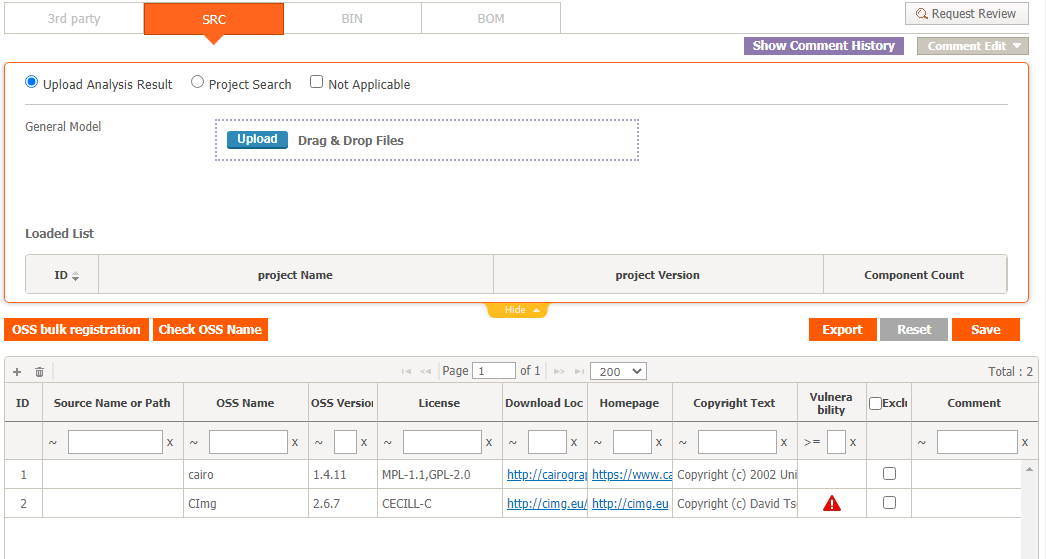 3rd party SRC BIN BOM Request Review
Show Comment History Comment Edit
Upload Analysis Result Project Search Not Applicable
General Model Upload Drag & Drop Files
Loaded List
ID project Name project Version Component Count
Hide
OSS bulk registration Check OSS Name Export Reset Save
Page 1 of 1 200 Total : 2
ID Source Name or Path OSS Name OSS Version License Download Loc Homepage Copyright Text Vulnera bility Exclu Comment
~ x ~ x ~ x ~ x ~ x ~ x ~ x >= x ~ x
1 cairo 1.4.11 MPL-1.1,GPL-2.0 http://cairograp https://www.ca Copyright (c) 2002 Uni
2 CImg 2.6.7 CECILL-C http://cimg.eu/ http://cimg.eu Copyright (c) David Ts